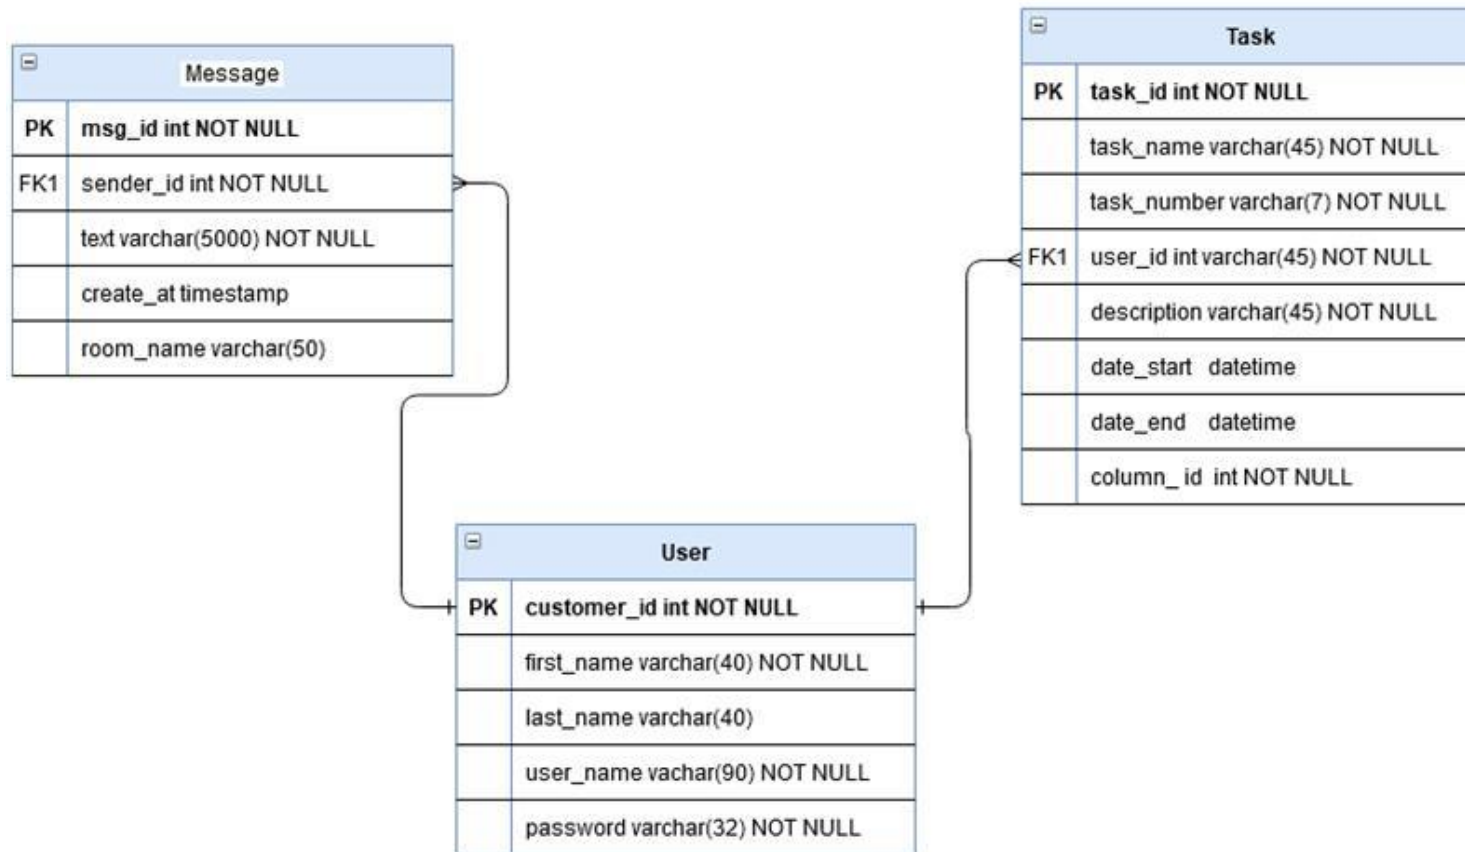 Message
PK msg_id int NOT NULL
FK1 sender_id int NOT NULL
text varchar(5000) NOT NULL
create_at timestamp
room_name varchar(50)
Task
PK task_id int NOT NULL
task_name varchar(45) NOT NULL
task_number varchar(7) NOT NULL
FK1 user_id int varchar(45) NOT NULL
description varchar(45) NOT NULL
date_start datetime
date_end datetime
column_ id int NOT NULL
User
PK customer_id int NOT NULL
first_name varchar(40) NOT NULL
last_name varchar(40)
user_name vachar(90) NOT NULL
password varchar(32) NOT NULL